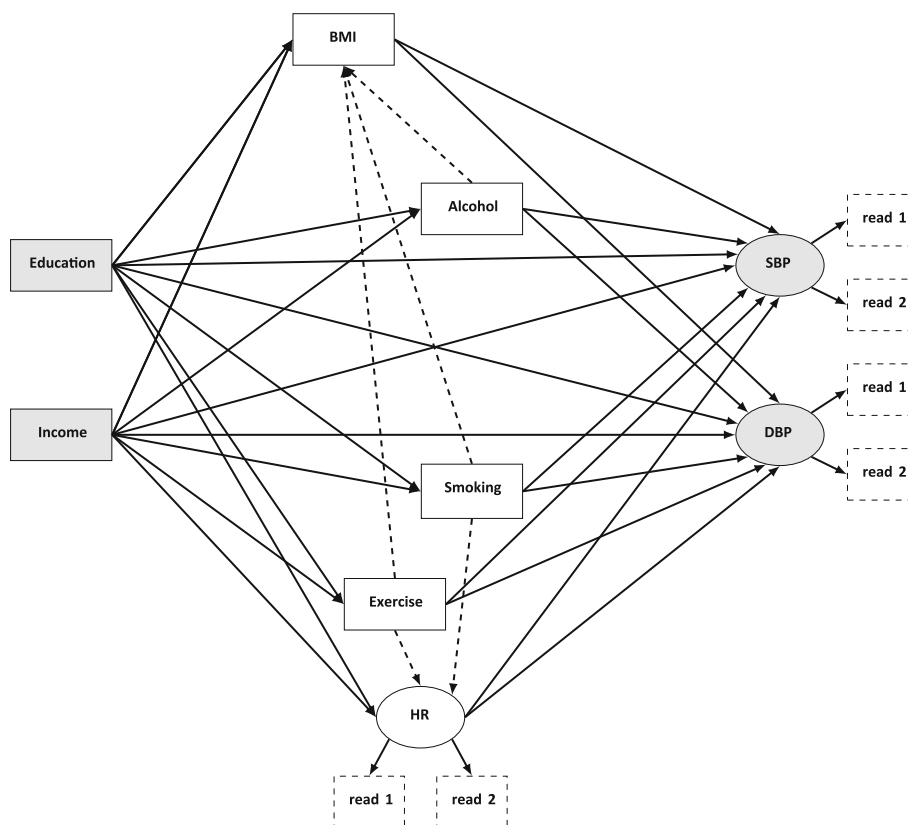 BMI
Alcohol
read 1
Education
SBP
read 2
read 1
Income
DBP
read 2
Smoking
Exercise
HR
read 1
read 2